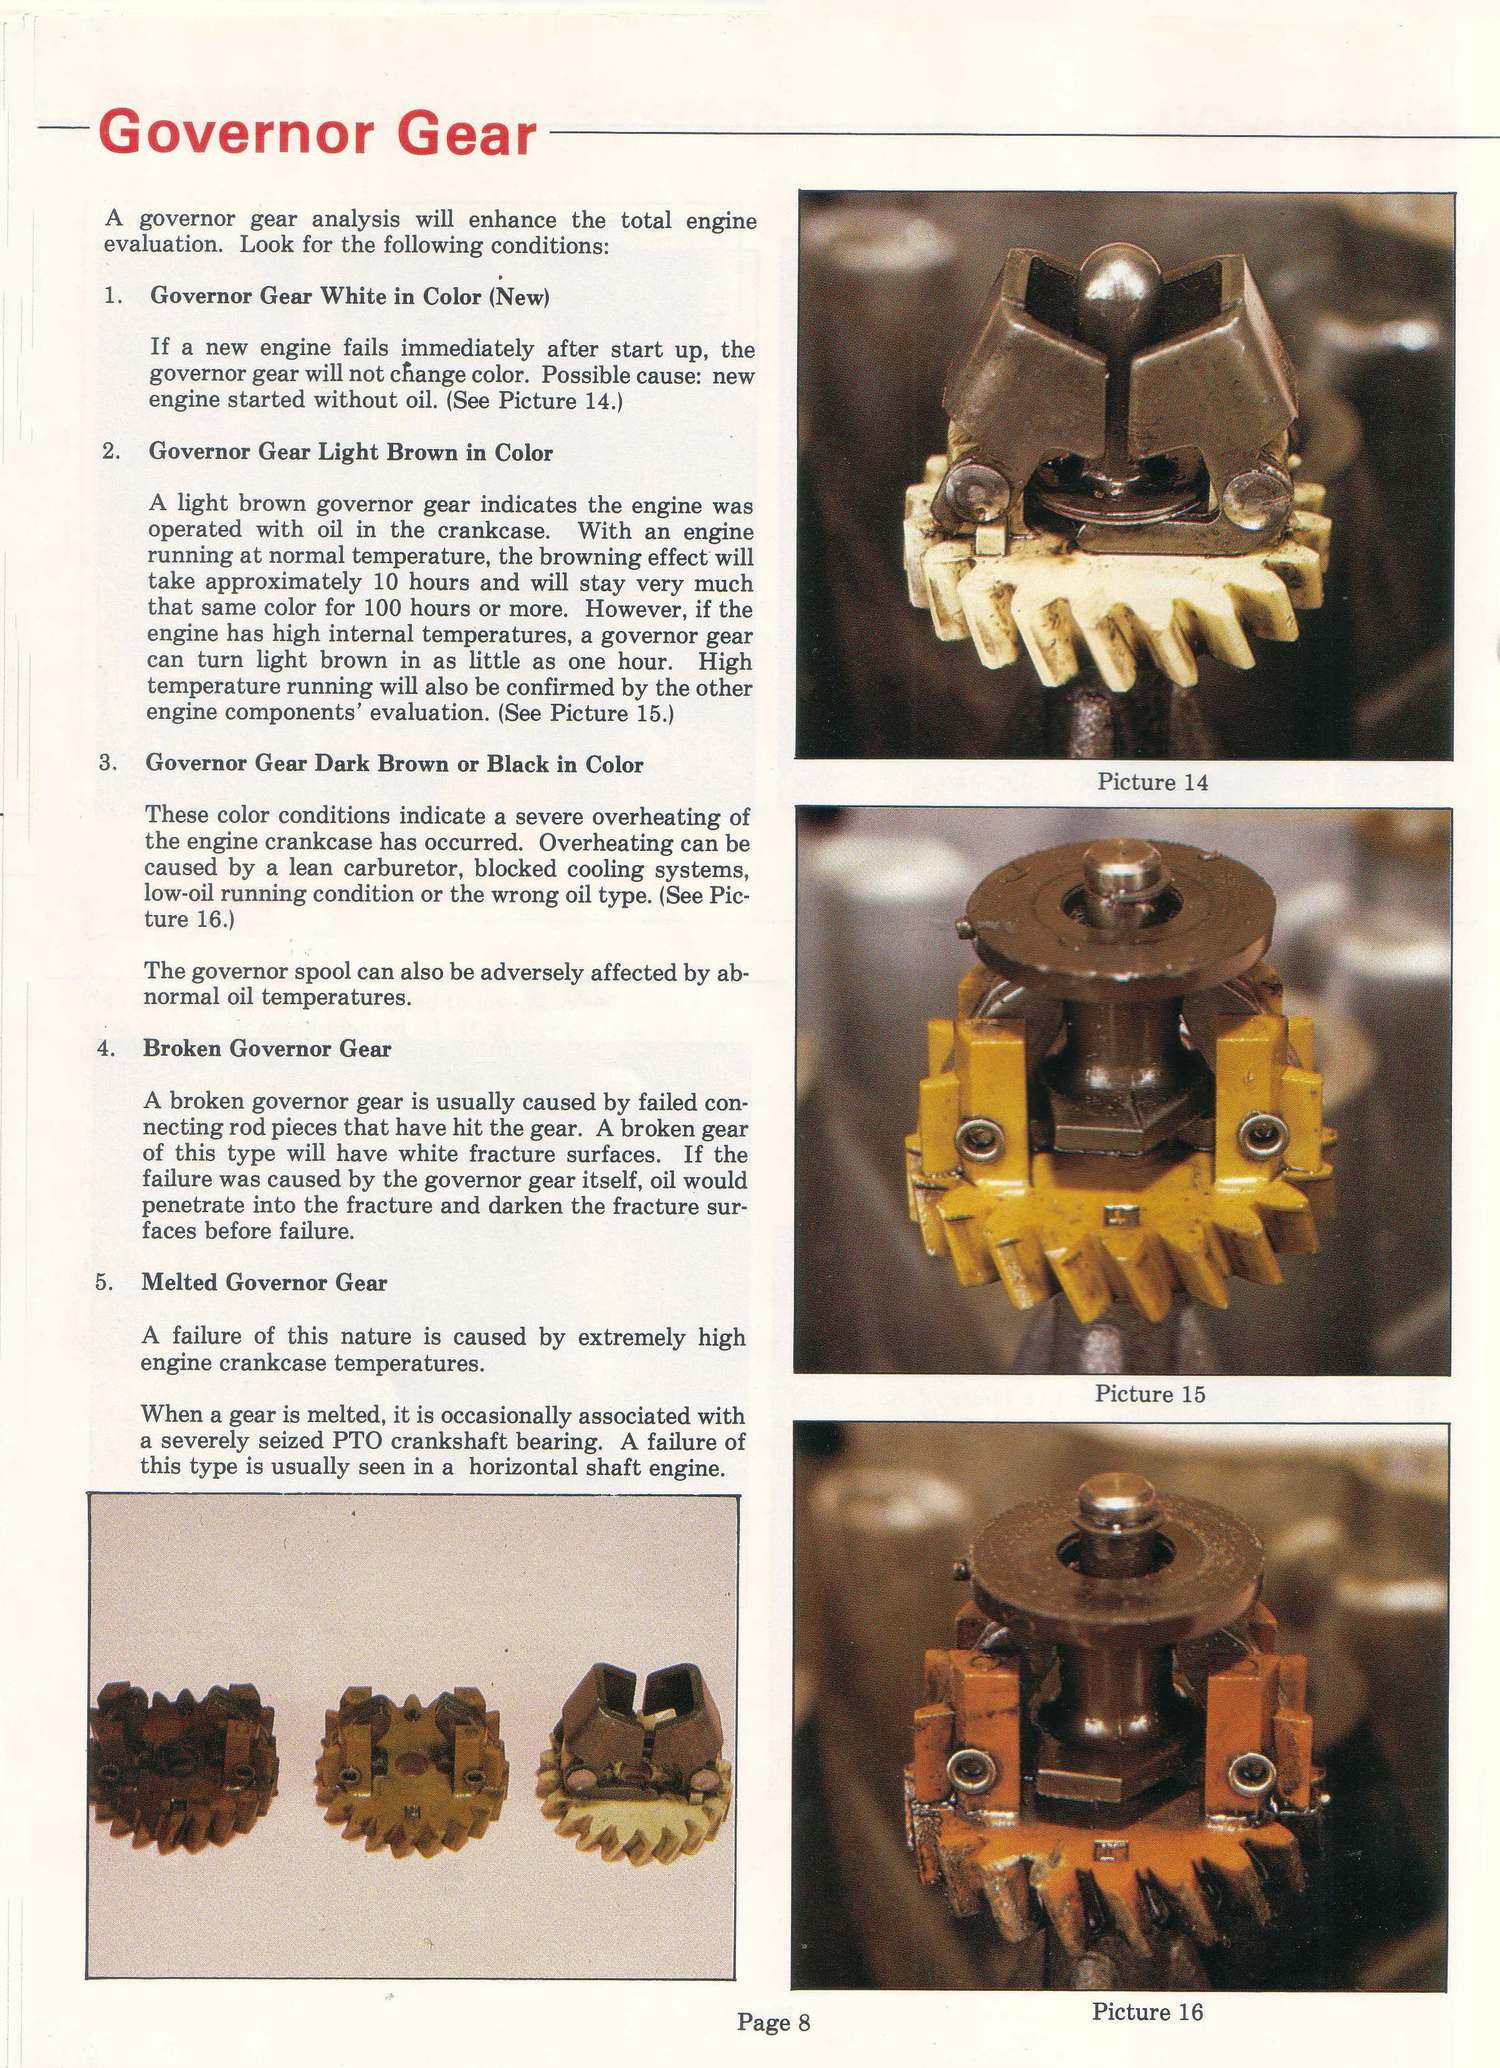 Governor Gear
A governor gear analysis will enhance the total engine
evaluation. Look for the following conditions:
1. Governor Gear White in Color (New)
If a new engine fails immediately after start up, the
governor gear will not change color. Possible cause: new
engine started without oil. (See Picture 14.)
2. Governor Gear Light Brown in Color
A light brown governor gear indicates the engine was
operated with oil in the crankcase. With an engine
running at normal temperature, the browning effect will
take approximately 10 hours and will stay very much
that same color for 100 hours or more. However, if the
engine has high internal temperatures, a governor gear
can turn light brown in as little as one hour. High
temperature running will also be confirmed by the other
engine components' evaluation. (See Picture 15.)
3. Governor Gear Dark Brown or Black in Color
These color conditions indicate a severe overheating of
the engine crankcase has occurred. Overheating can be
caused by a lean carburetor, blocked cooling systems,
low-oil running condition or the wrong oil type. (See Pic-
ture 16.)
The governor spool can also be adversely affected by ab-
normal oil temperatures.
4. Broken Governor Gear
A broken governor gear is usually caused by failed con-
necting rod pieces that have hit the gear. A broken gear
of this type will have white fracture surfaces. If the
failure was caused by the governor gear itself, oil would
penetrate into the fracture and darken the fracture sur-
faces before failure.
5. Melted Governor Gear
A failure of this nature is caused by extremely high
engine crankcase temperatures.
When a gear is melted, it is occasionally associated with
a severely seized PTO crankshaft bearing. A failure of
this type is usually seen in a horizontal shaft engine.
Picture 14
Picture 15
Picture 16
Page 8